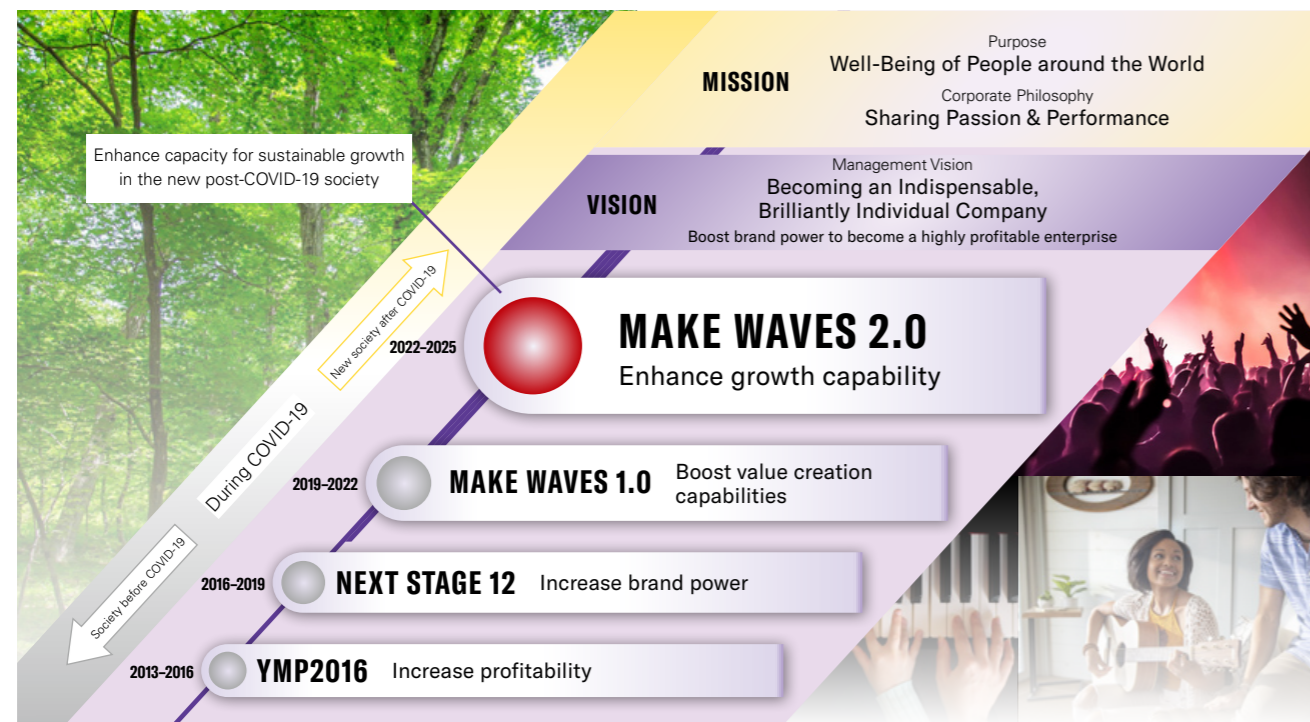 Purpose
MISSION
Well-Being of People around the World
Corporate Philosophy
Sharing Passion & Performance
Enhance capacity for sustainable growth
in the new post-COVID-19 society
Management Vision
VISION
Becoming an Indispensable,
Brilliantly Individual Company
Boost brand power to become a highly profitable enterprise
New society after COVID-19
2022–2025
MAKE WAVES 2.0
Enhance growth capability
During COVID-19
2019–2022
MAKE WAVES 1.0
Boost value creation
capabilities
Society before COVID-19
2016–2019
NEXT STAGE 12
Increase brand power
2013–2016
YMP2016
Increase profitability